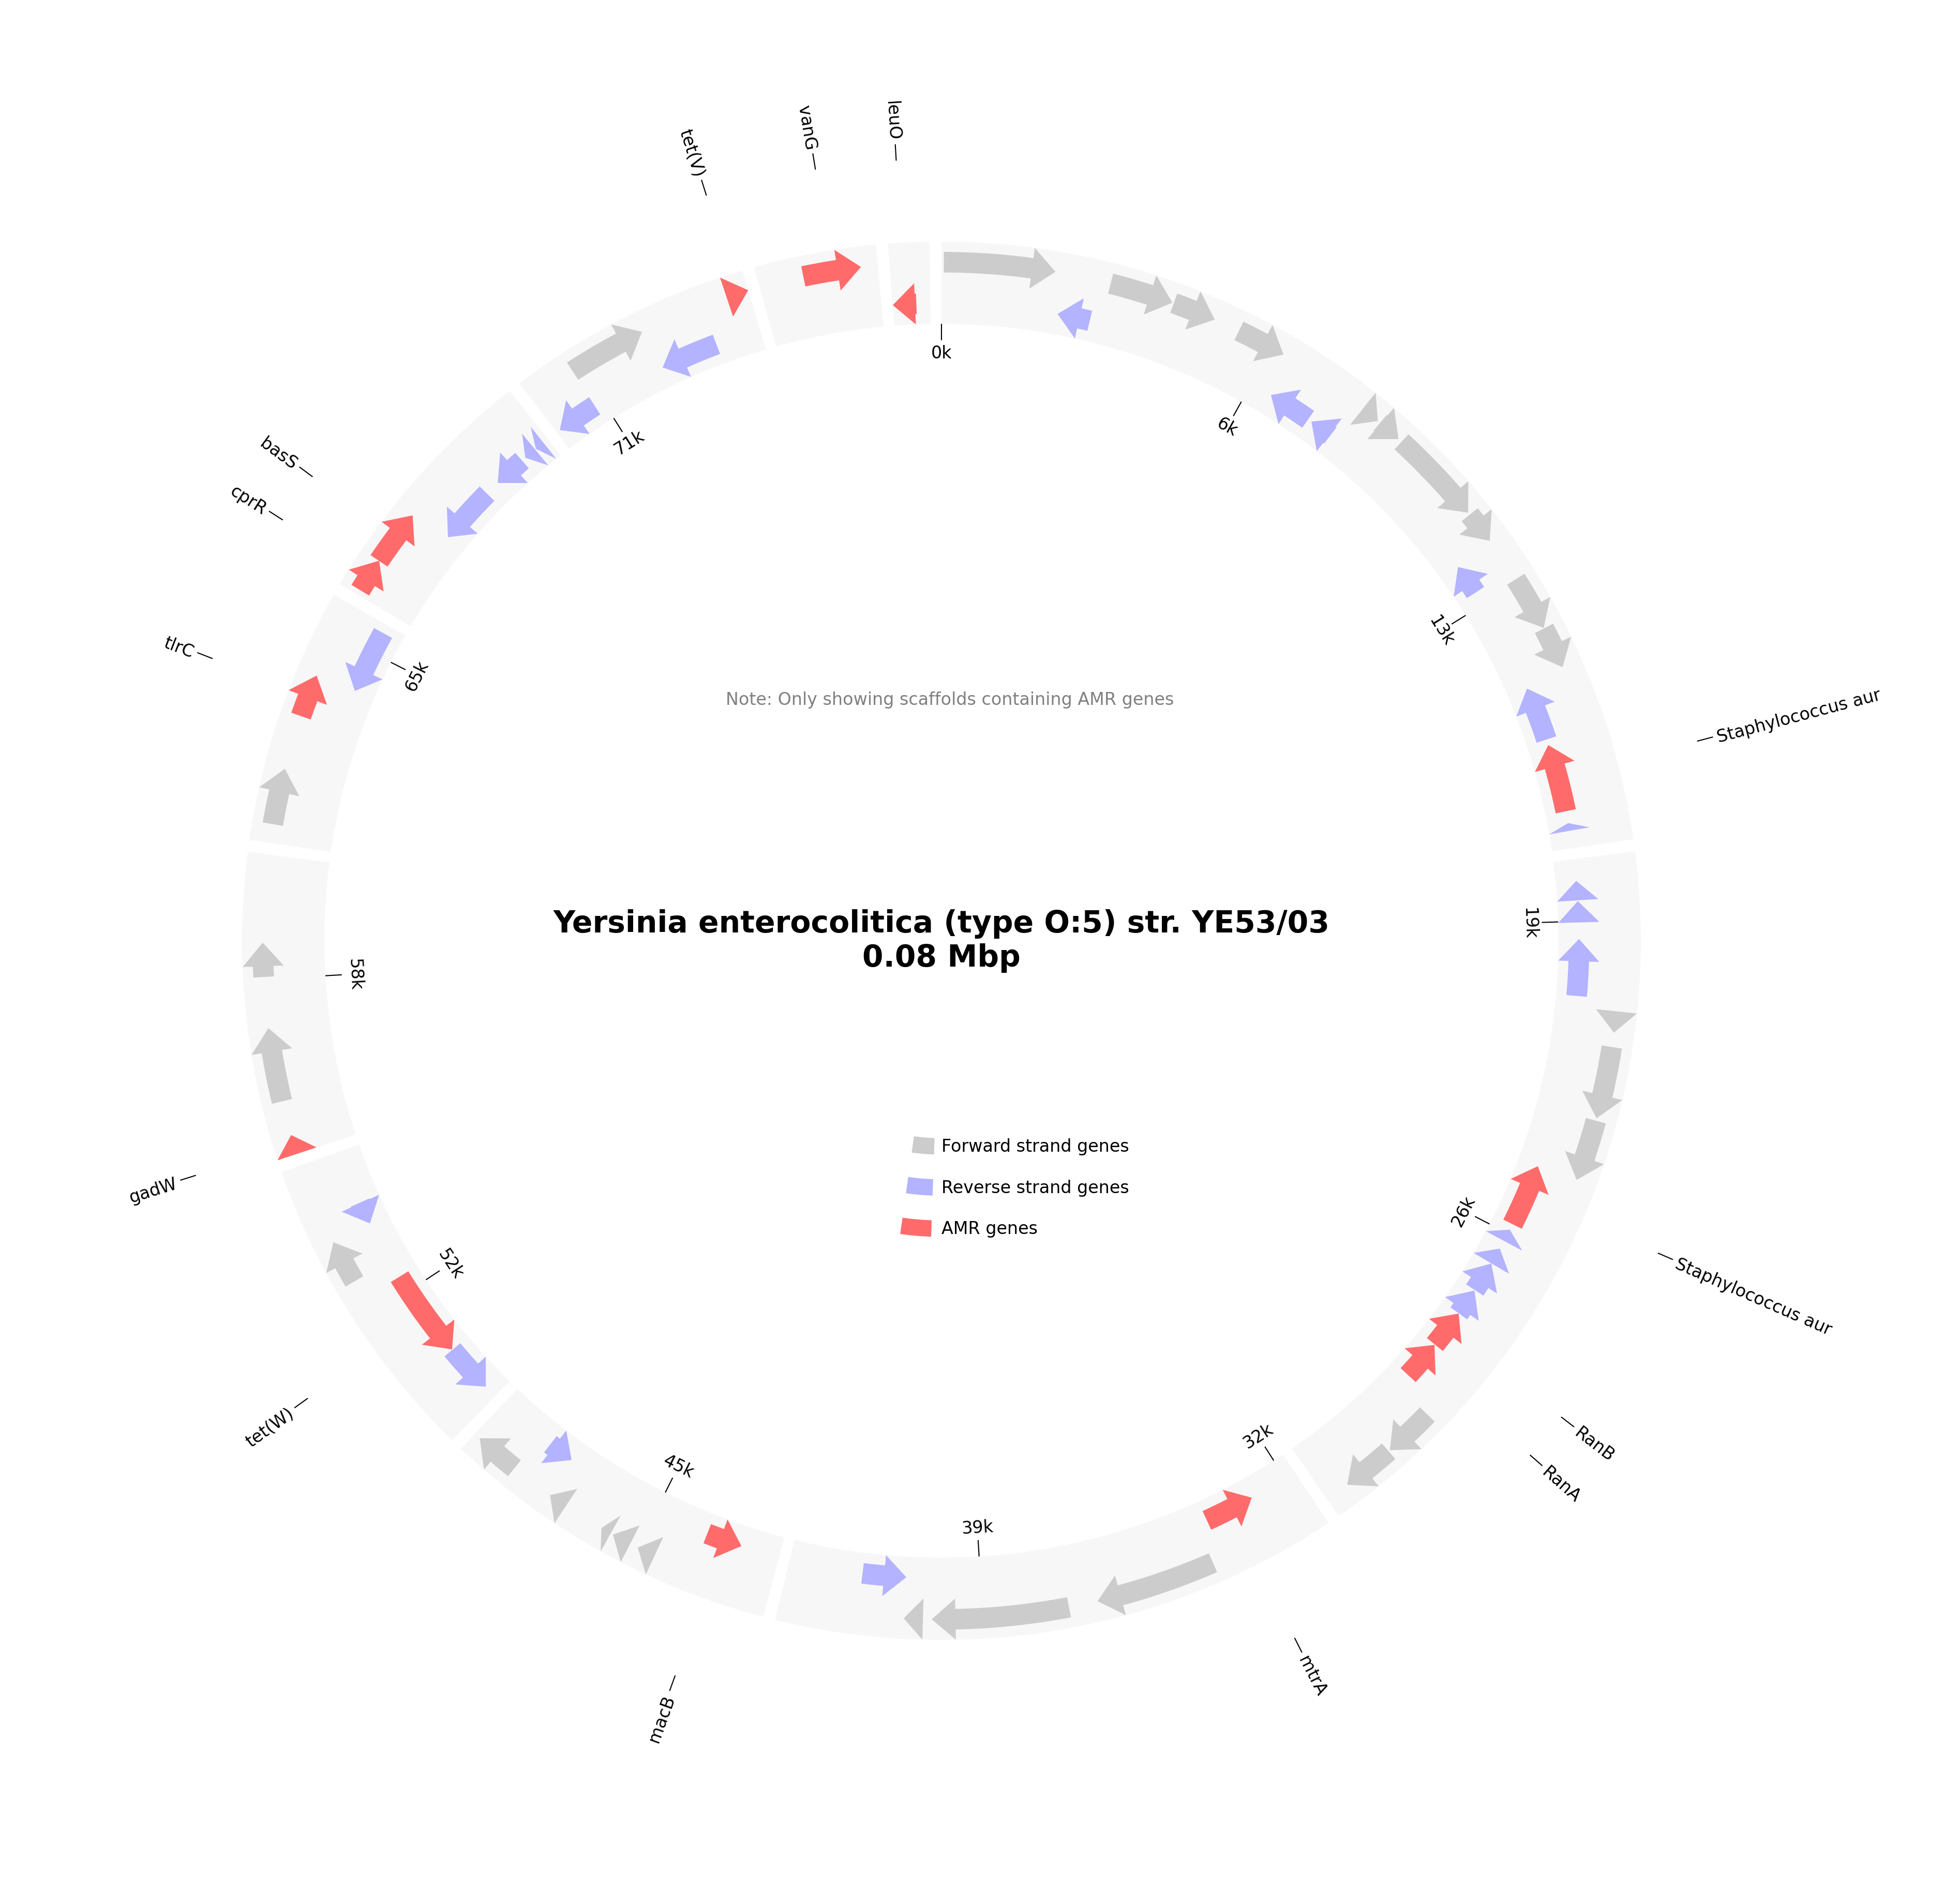 leuO
vanG
tet(V)
0k
6k
71k
basS
cprR
13k
tlrC
65k
Note: Only showing scaffolds containing AMR genes
Staphylococcus aur
19k
Yersinia enterocolitica (type O:5) str. YE53/03
0.08 Mbp
58k
Forward strand genes
Reverse strand genes
AMR genes
gadW
26k
52k
Staphylococcus aur
tet(W)
32k
RanB
45k
RanA
39k
mtrA
macB